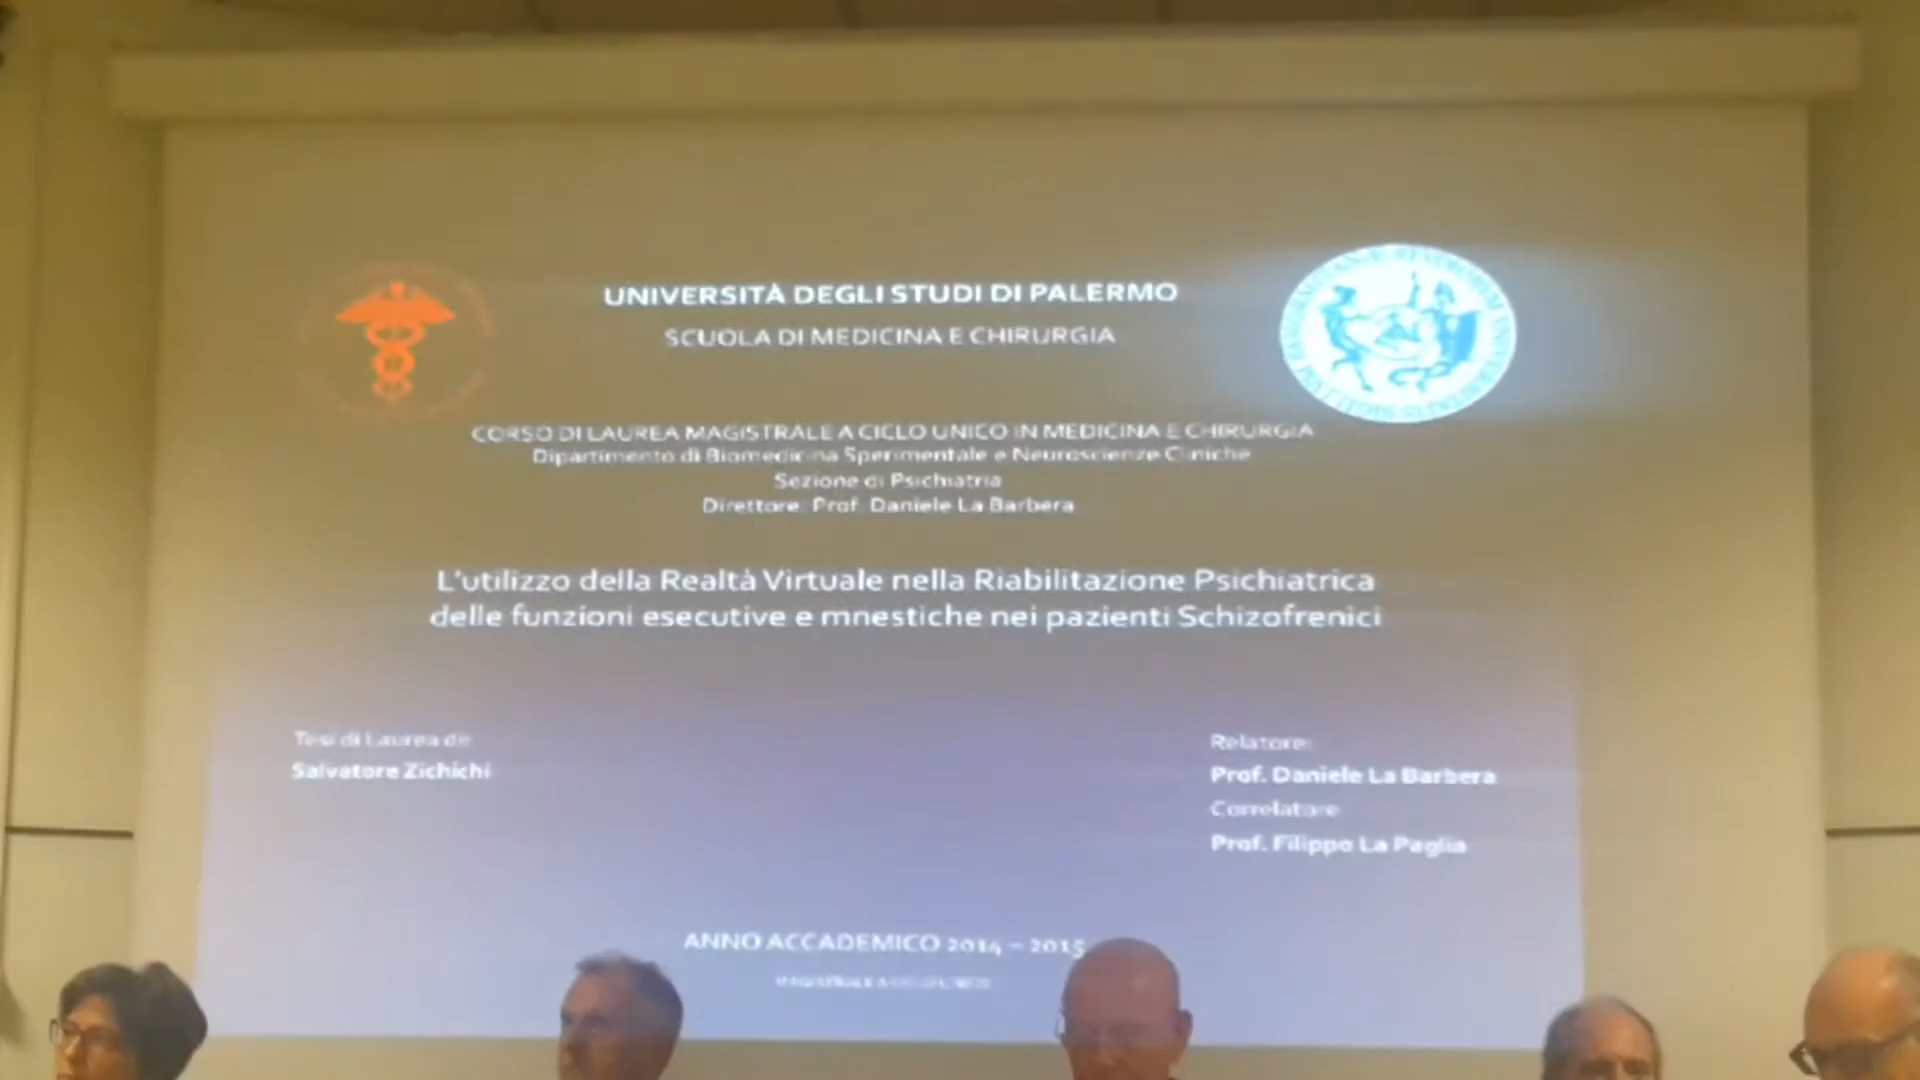 UNIVERSITÀ DEGLI STUDI DI PALERMO
SCUOLA DI MEDICINA E CHIRURGIA
CORSO DI LAUREA MAGISTRALE A CICLO UNICO IN MEDICINA E CHIRURGIA
Dipartimento di Biomedicina Sperimentale e Neuroscienze Cliniche
Sezione di Psichiatria
Direttore: Prof. Daniele La Barbera
L'utilizzo della Realtà Virtuale nella Riabilitazione Psichiatrica
delle funzioni esecutive e mnestiche nei pazienti Schizofrenici
Tesi di Laurea di:
Salvatore Zichichi
Relatore:
Prof. Daniele La Barbera
Correlatore:
Prof. Filippo La Paglia
ANNO ACCADEMICO 2014 – 2015